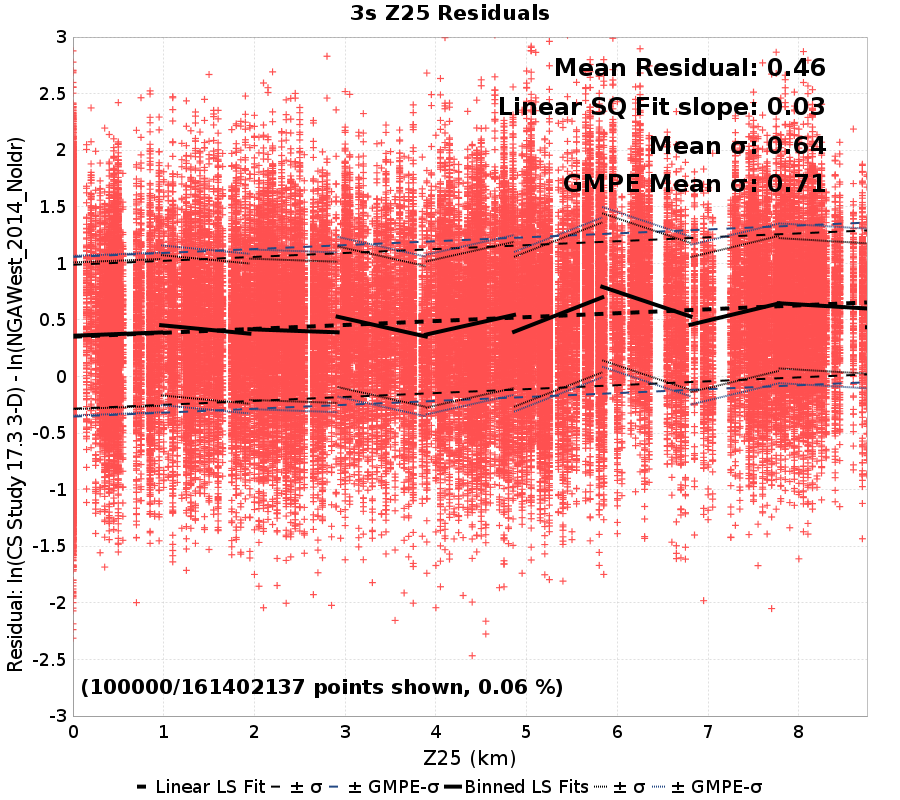 3s Z25 Residuals
Mean Residual: 0.46
Linear SQ Fit slope: 0.03
Mean σ: 0.64
GMPE Mean σ: 0.71
Residual: ln(CS Study 17.3 3-D) - ln(NGAWest_2014_NoIdr)
3
2.5
2
1.5
1
0.5
0
-0.5
-1
-1.5
-2
-2.5
-3
(100000/161402137 points shown, 0.06 %)
0 1 2 3 4 5 6 7 8
Z25 (km)
Linear LS Fit ± σ ± GMPE-σ Binned LS Fits ± σ ± GMPE-σ